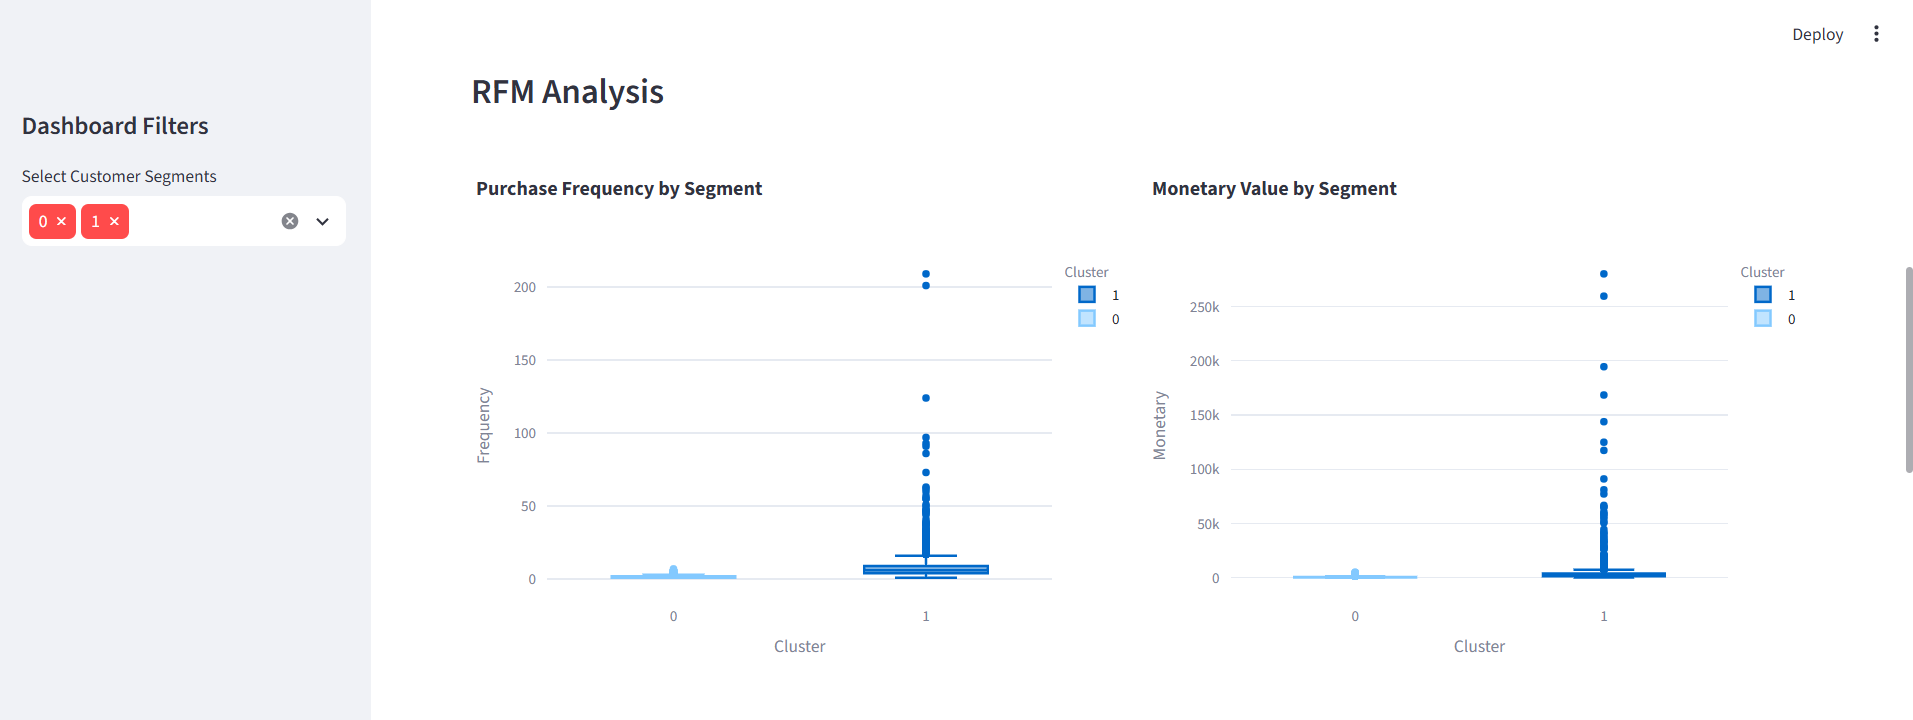 Deploy
RFM Analysis
Dashboard Filters
Select Customer Segments
0 × 1 ×
Purchase Frequency by Segment
Cluster
1
0
200
150
100
50
0
Frequency
0 1
Cluster
Monetary Value by Segment
Cluster
1
0
250k
200k
150k
100k
50k
0
Monetary
0 1
Cluster